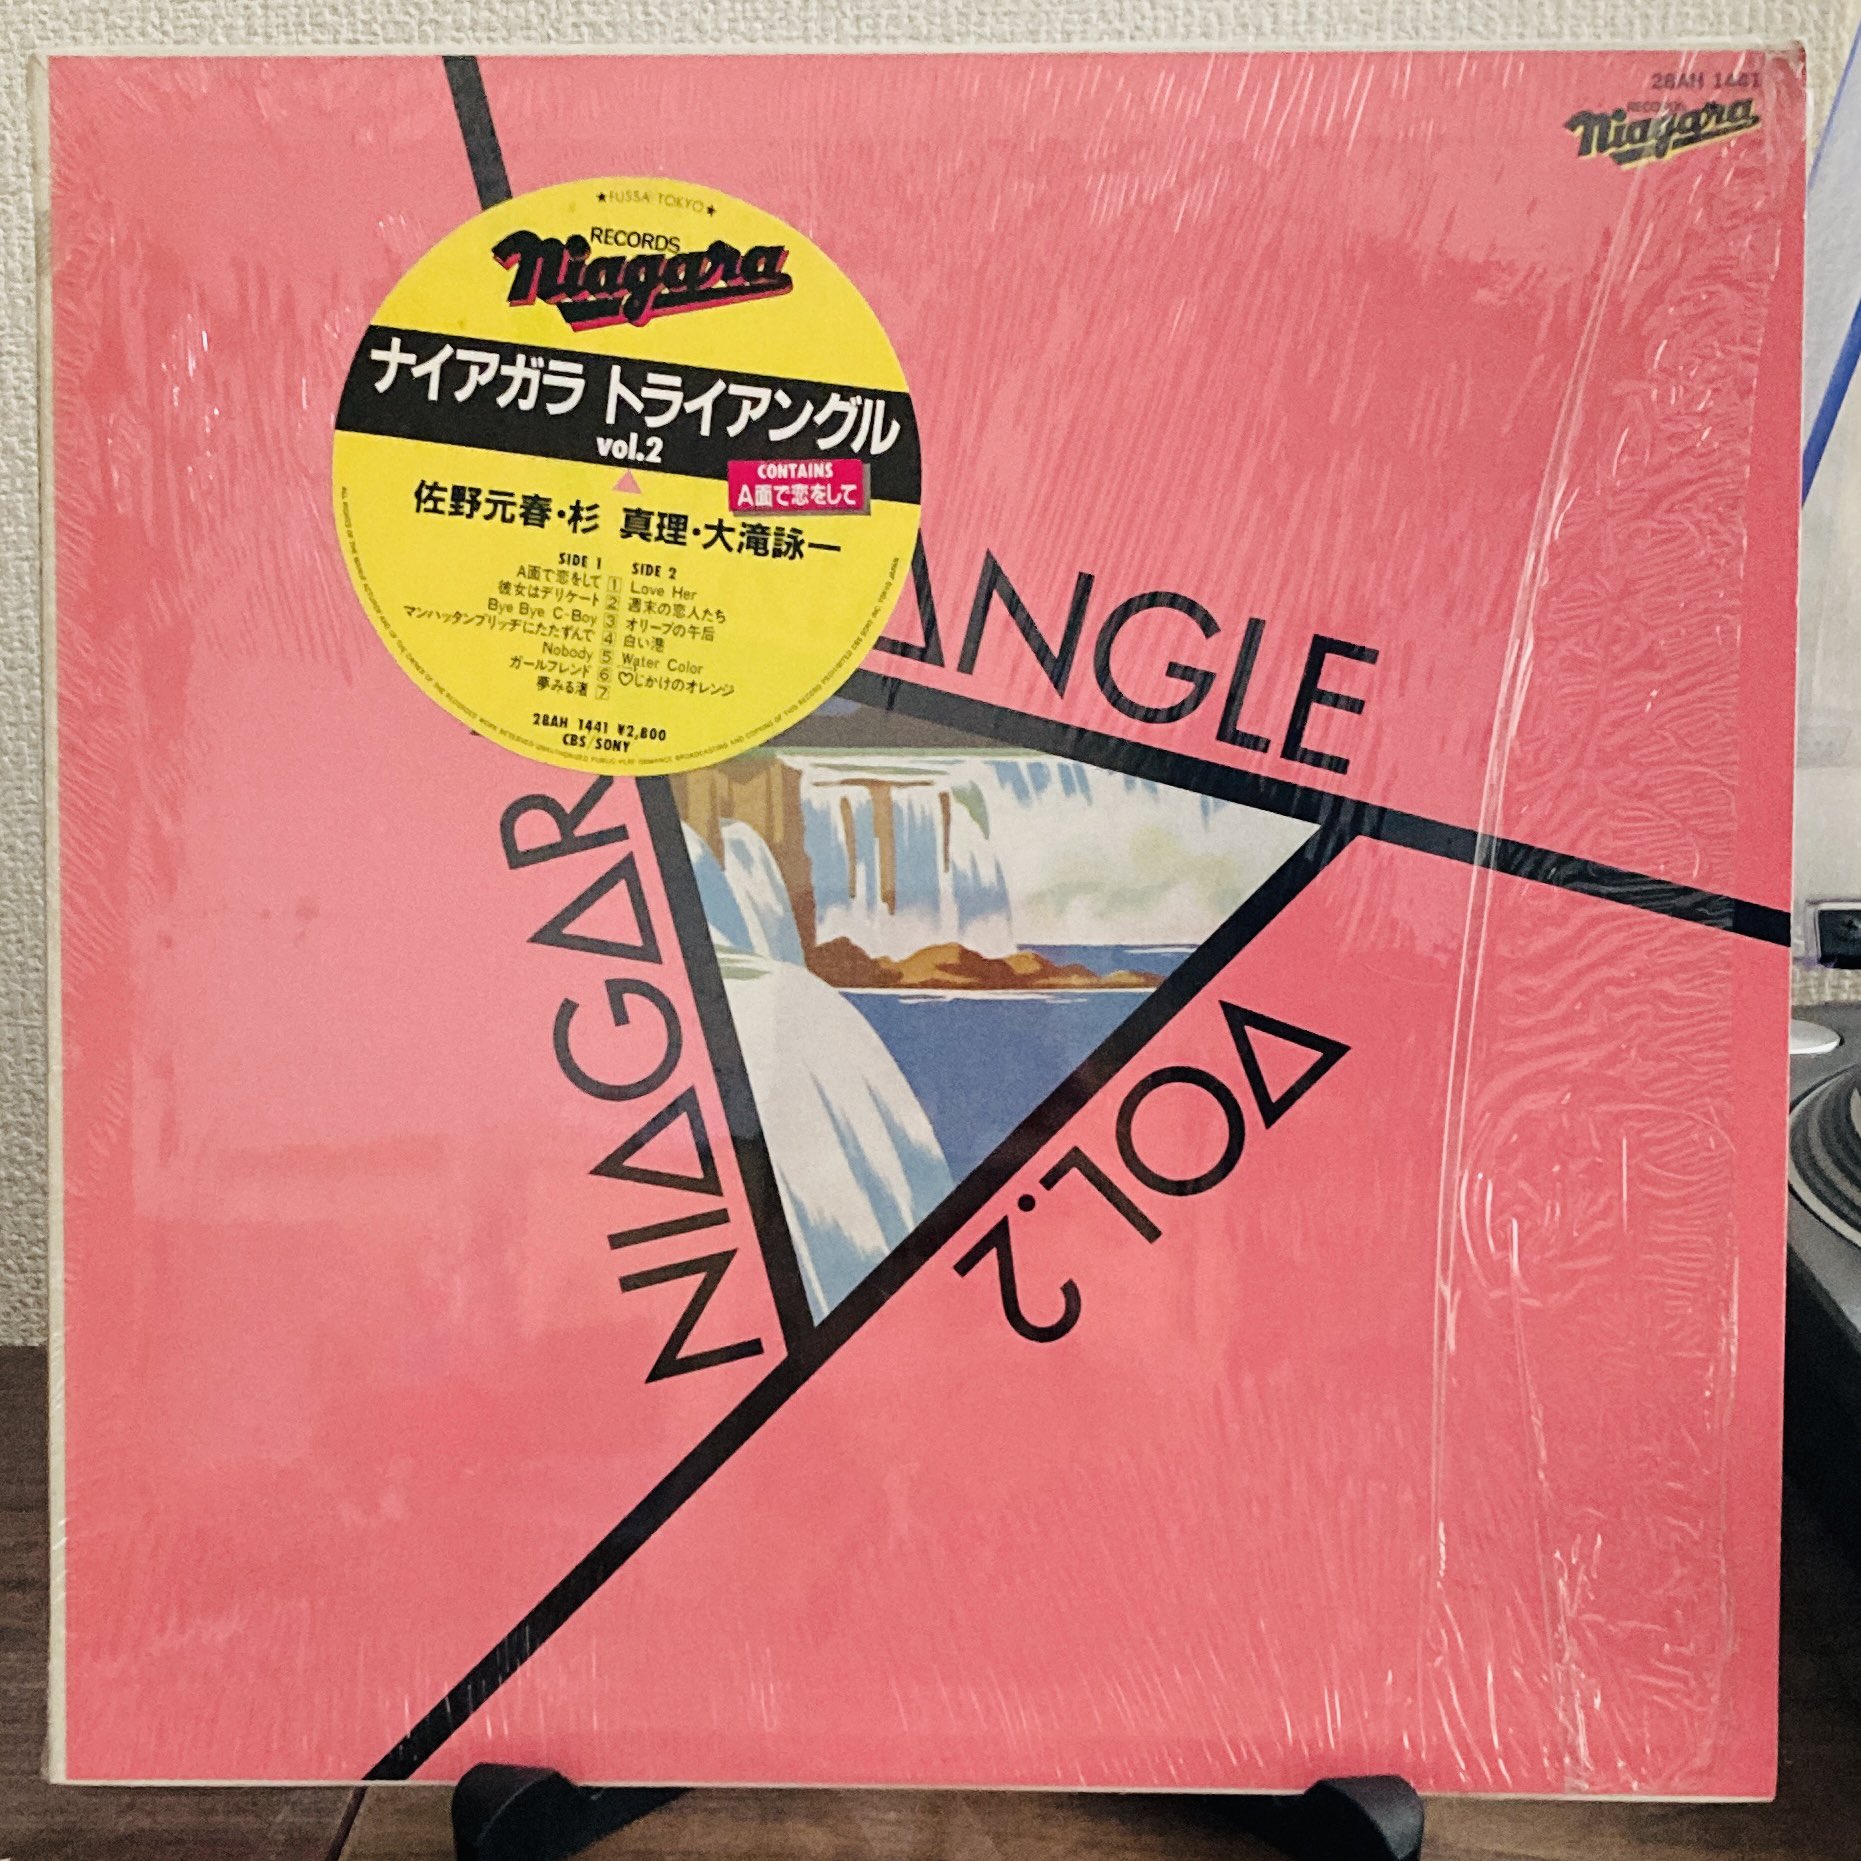 28AH 1441
RECORDS
Niagara
★FUSSA TOKYO★
RECORDS
Niagara
ナイアガラ トライアングル
vol.2
CONTAINS
A面で恋をして
佐野元春・杉 真理・大滝詠一
SIDE 1 SIDE 2
A面で恋をして 1 Love Her
彼女はデリケート 2 週末の恋人たち
Bye Bye C-Boy 3 オリーブの午后
マンハッタンブリッヂにたたずんで 4 白い港
Nobody 5 Water Color
ガールフレンド 6 ♡じかけのオレンジ
夢みる渚 7
28AH 1441 ¥2,800
CBS/SONY
NIAGAR
ANGLE
VOL.2